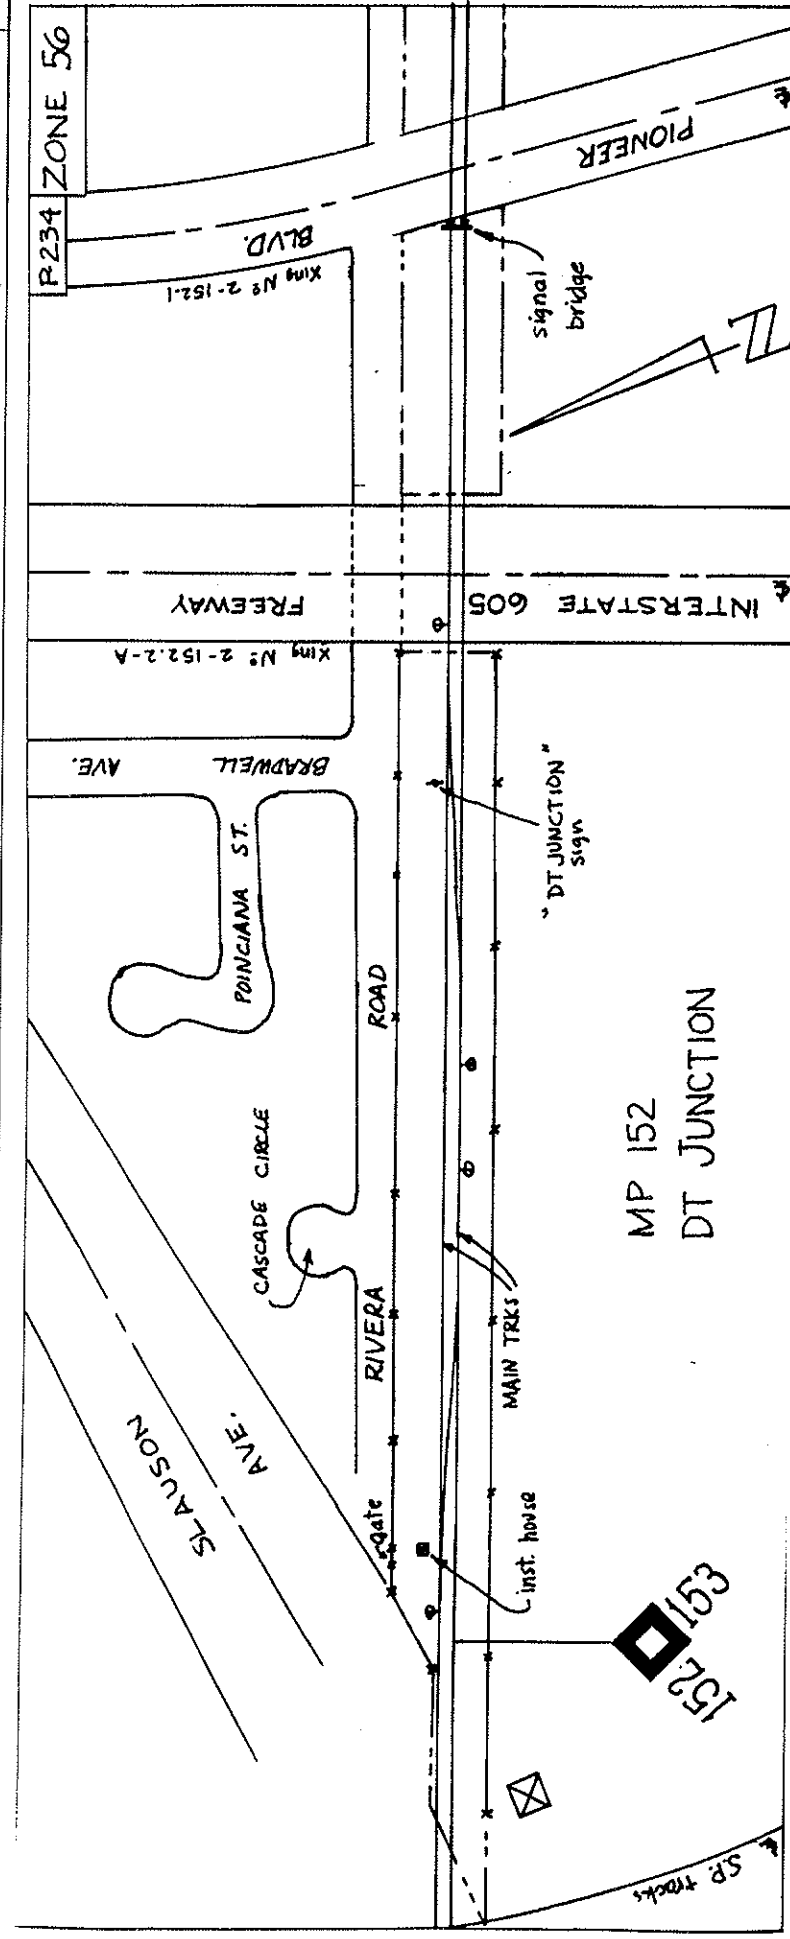 P234
ZONE 56
PIONEER
BLVD.
Xing Nº 2-152.1
signal
bridge
N
INTERSTATE 605
FREEWAY
Xing Nº 2-152.2-A
BRADWELL
AVE.
POINCIANA ST.
"DT JUNCTION"
sign
CASCADE CIRCLE
RIVERA
ROAD
MAIN TRKS
MP 152
DT JUNCTION
SLAUSON
AVE.
gate
inst. house
152
153
S.P. tracks